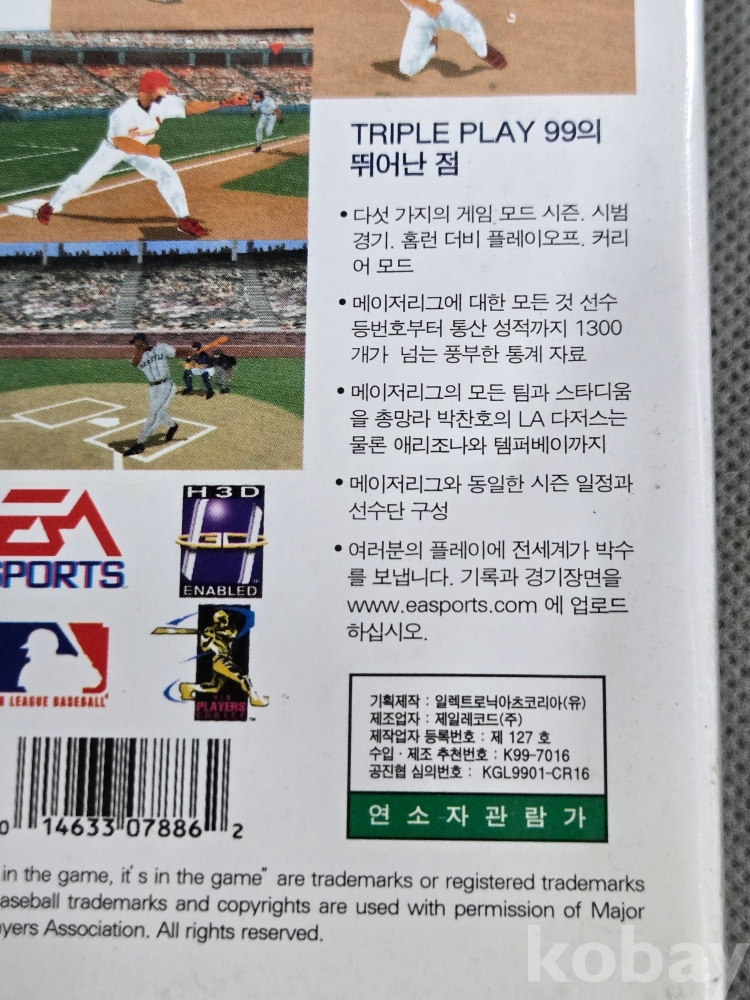 TRIPLE PLAY 99의
뛰어난 점
• 다섯 가지의 게임 모드 시즌. 시범
경기. 홈런 더비 플레이오프. 커리
어 모드
• 메이저리그에 대한 모든 것 선수
등번호부터 통산 성적까지 1300
개가 넘는 풍부한 통계 자료
• 메이저리그의 모든 팀과 스타디움
을 총망라 박찬호의 LA 다저스는
물론 애리조나와 템퍼베이까지
• 메이저리그와 동일한 시즌 일정과
선수단 구성
• 여러분의 플레이에 전세계가 박수
를 보냅니다. 기록과 경기장면을
www.easports.com 에 업로드
하십시오.
EA
SPORTS
H3D
ENABLED
LEAGUE BASEBALL
PLAYERS
CHOICE
기획제작 : 일렉트로닉아츠코리아(유)
제조업자 : 제일레코드(주)
제작업자 등록번호 : 제 127 호
수입 · 제조 추천번호 : K99-7016
공진협 심의번호 : KGL9901-CR16
연소자관람가
0 14633 07886 2
in the game, it's in the game" are trademarks or registered trademarks
aseball trademarks and copyrights are used with permission of Major
ayers Association. All rights reserved.
kobay